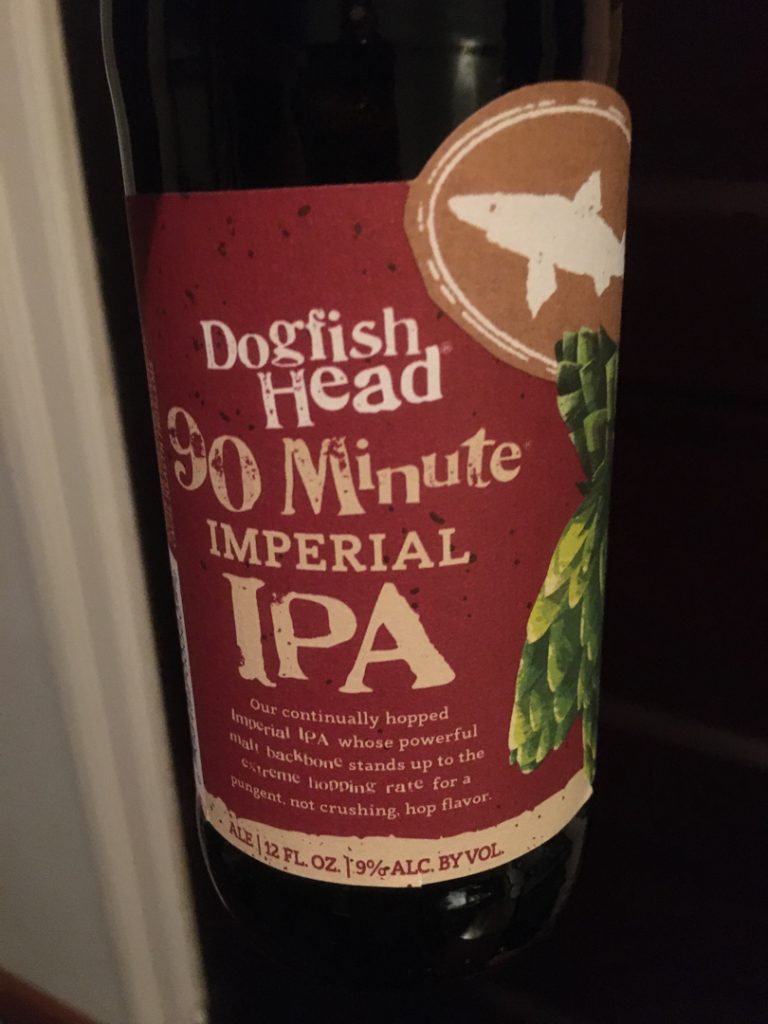 Dogfish
Head®
90 Minute
IMPERIAL
IPA
Our continually hopped
Imperial IPA whose powerful
malt backbone stands up to the
extreme hopping rate for a
pungent, not crushing, hop flavor.
ALE | 12 FL. OZ. | 9% ALC. BY VOL.